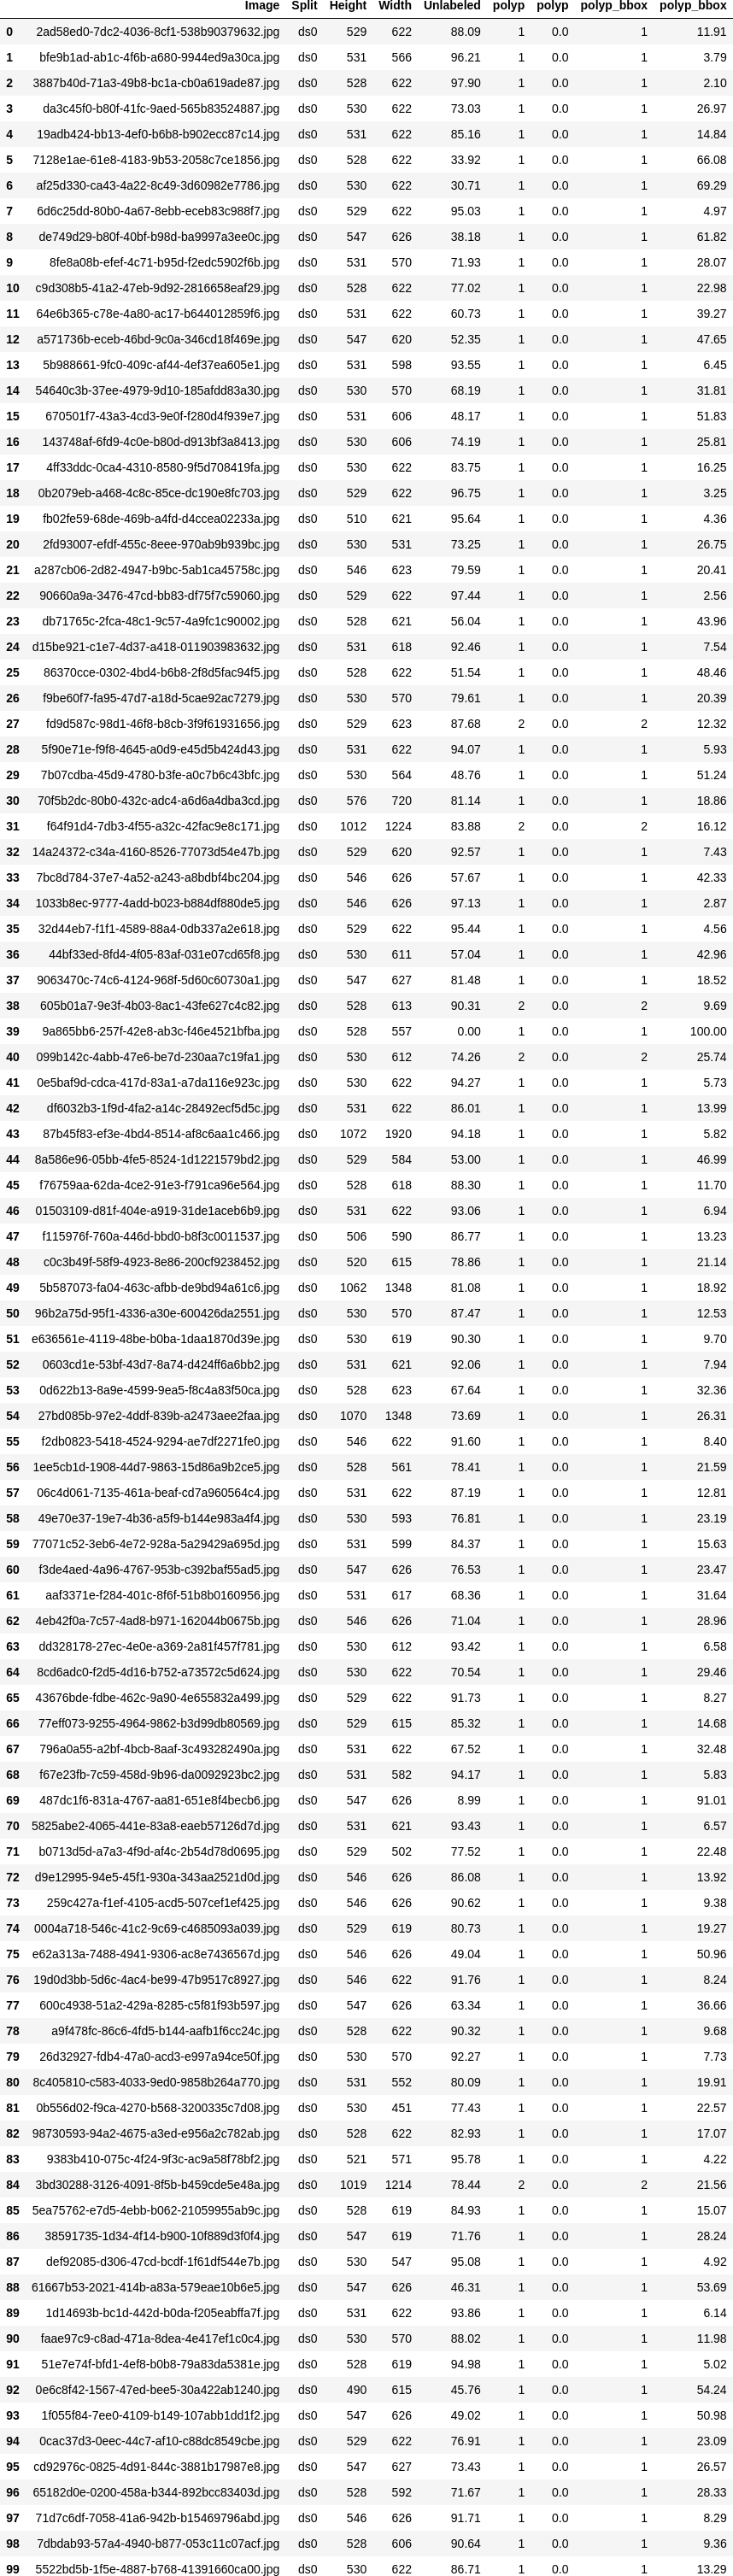 Image Split Height Width Unlabeled polyp polyp polyp_bbox polyp_bbox
0 2ad58ed0-7dc2-4036-8cf1-538b90379632.jpg ds0 529 622 88.09 1 0.0 1 11.91
1 bfe9b1ad-ab1c-4f6b-a680-9944ed9a30ca.jpg ds0 531 566 96.21 1 0.0 1 3.79
2 3887b40d-71a3-49b8-bc1a-cb0a619ade87.jpg ds0 528 622 97.90 1 0.0 1 2.10
3 da3c45f0-b80f-41fc-9aed-565b83524887.jpg ds0 530 622 73.03 1 0.0 1 26.97
4 19adb424-bb13-4ef0-b6b8-b902ecc87c14.jpg ds0 531 622 85.16 1 0.0 1 14.84
5 7128e1ae-61e8-4183-9b53-2058c7ce1856.jpg ds0 528 622 33.92 1 0.0 1 66.08
6 af25d330-ca43-4a22-8c49-3d60982e7786.jpg ds0 530 622 30.71 1 0.0 1 69.29
7 6d6c25dd-80b0-4a67-8ebb-eceb83c988f7.jpg ds0 529 622 95.03 1 0.0 1 4.97
8 de749d29-b80f-40bf-b98d-ba9997a3ee0c.jpg ds0 547 626 38.18 1 0.0 1 61.82
9 8fe8a08b-efef-4c71-b95d-f2edc5902f6b.jpg ds0 531 570 71.93 1 0.0 1 28.07
10 c9d308b5-41a2-47eb-9d92-2816658eaf29.jpg ds0 528 622 77.02 1 0.0 1 22.98
11 64e6b365-c78e-4a80-ac17-b644012859f6.jpg ds0 531 622 60.73 1 0.0 1 39.27
12 a571736b-eceb-46bd-9c0a-346cd18f469e.jpg ds0 547 620 52.35 1 0.0 1 47.65
13 5b988661-9fc0-409c-af44-4ef37ea605e1.jpg ds0 531 598 93.55 1 0.0 1 6.45
14 54640c3b-37ee-4979-9d10-185afdd83a30.jpg ds0 530 570 68.19 1 0.0 1 31.81
15 670501f7-43a3-4cd3-9e0f-f280d4f939e7.jpg ds0 531 606 48.17 1 0.0 1 51.83
16 143748af-6fd9-4c0e-b80d-d913bf3a8413.jpg ds0 530 606 74.19 1 0.0 1 25.81
17 4ff33ddc-0ca4-4310-8580-9f5d708419fa.jpg ds0 530 622 83.75 1 0.0 1 16.25
18 0b2079eb-a468-4c8c-85ce-dc190e8fc703.jpg ds0 529 622 96.75 1 0.0 1 3.25
19 fb02fe59-68de-469b-a4fd-d4ccea02233a.jpg ds0 510 621 95.64 1 0.0 1 4.36
20 2fd93007-efdf-455c-8eee-970ab9b939bc.jpg ds0 530 531 73.25 1 0.0 1 26.75
21 a287cb06-2d82-4947-b9bc-5ab1ca45758c.jpg ds0 546 623 79.59 1 0.0 1 20.41
22 90660a9a-3476-47cd-bb83-df75f7c59060.jpg ds0 529 622 97.44 1 0.0 1 2.56
23 db71765c-2fca-48c1-9c57-4a9fc1c90002.jpg ds0 528 621 56.04 1 0.0 1 43.96
24 d15be921-c1e7-4d37-a418-011903983632.jpg ds0 531 618 92.46 1 0.0 1 7.54
25 86370cce-0302-4bd4-b6b8-2f8d5fac94f5.jpg ds0 528 622 51.54 1 0.0 1 48.46
26 f9be60f7-fa95-47d7-a18d-5cae92ac7279.jpg ds0 530 570 79.61 1 0.0 1 20.39
27 fd9d587c-98d1-46f8-b8cb-3f9f61931656.jpg ds0 529 623 87.68 2 0.0 2 12.32
28 5f90e71e-f9f8-4645-a0d9-e45d5b424d43.jpg ds0 531 622 94.07 1 0.0 1 5.93
29 7b07cdba-45d9-4780-b3fe-a0c7b6c43bfc.jpg ds0 530 564 48.76 1 0.0 1 51.24
30 70f5b2dc-80b0-432c-adc4-a6d6a4dba3cd.jpg ds0 576 720 81.14 1 0.0 1 18.86
31 f64f91d4-7db3-4f55-a32c-42fac9e8c171.jpg ds0 1012 1224 83.88 2 0.0 2 16.12
32 14a24372-c34a-4160-8526-77073d54e47b.jpg ds0 529 620 92.57 1 0.0 1 7.43
33 7bc8d784-37e7-4a52-a243-a8bdbf4bc204.jpg ds0 546 626 57.67 1 0.0 1 42.33
34 1033b8ec-9777-4add-b023-b884df880de5.jpg ds0 546 626 97.13 1 0.0 1 2.87
35 32d44eb7-f1f1-4589-88a4-0db337a2e618.jpg ds0 529 622 95.44 1 0.0 1 4.56
36 44bf33ed-8fd4-4f05-83af-031e07cd65f8.jpg ds0 530 611 57.04 1 0.0 1 42.96
37 9063470c-74c6-4124-968f-5d60c60730a1.jpg ds0 547 627 81.48 1 0.0 1 18.52
38 605b01a7-9e3f-4b03-8ac1-43fe627c4c82.jpg ds0 528 613 90.31 2 0.0 2 9.69
39 9a865bb6-257f-42e8-ab3c-f46e4521bfba.jpg ds0 528 557 0.00 1 0.0 1 100.00
40 099b142c-4abb-47e6-be7d-230aa7c19fa1.jpg ds0 530 612 74.26 2 0.0 2 25.74
41 0e5baf9d-cdca-417d-83a1-a7da116e923c.jpg ds0 530 622 94.27 1 0.0 1 5.73
42 df6032b3-1f9d-4fa2-a14c-28492ecf5d5c.jpg ds0 531 622 86.01 1 0.0 1 13.99
43 87b45f83-ef3e-4bd4-8514-af8c6aa1c466.jpg ds0 1072 1920 94.18 1 0.0 1 5.82
44 8a586e96-05bb-4fe5-8524-1d1221579bd2.jpg ds0 529 584 53.00 1 0.0 1 46.99
45 f76759aa-62da-4ce2-91e3-f791ca96e564.jpg ds0 528 618 88.30 1 0.0 1 11.70
46 01503109-d81f-404e-a919-31de1aceb6b9.jpg ds0 531 622 93.06 1 0.0 1 6.94
47 f115976f-760a-446d-bbd0-b8f3c0011537.jpg ds0 506 590 86.77 1 0.0 1 13.23
48 c0c3b49f-58f9-4923-8e86-200cf9238452.jpg ds0 520 615 78.86 1 0.0 1 21.14
49 5b587073-fa04-463c-afbb-de9bd94a61c6.jpg ds0 1062 1348 81.08 1 0.0 1 18.92
50 96b2a75d-95f1-4336-a30e-600426da2551.jpg ds0 530 570 87.47 1 0.0 1 12.53
51 e636561e-4119-48be-b0ba-1daa1870d39e.jpg ds0 530 619 90.30 1 0.0 1 9.70
52 0603cd1e-53bf-43d7-8a74-d424ff6a6bb2.jpg ds0 531 621 92.06 1 0.0 1 7.94
53 0d622b13-8a9e-4599-9ea5-f8c4a83f50ca.jpg ds0 528 623 67.64 1 0.0 1 32.36
54 27bd085b-97e2-4ddf-839b-a2473aee2faa.jpg ds0 1070 1348 73.69 1 0.0 1 26.31
55 f2db0823-5418-4524-9294-ae7df2271fe0.jpg ds0 546 622 91.60 1 0.0 1 8.40
56 1ee5cb1d-1908-44d7-9863-15d86a9b2ce5.jpg ds0 528 561 78.41 1 0.0 1 21.59
57 06c4d061-7135-461a-beaf-cd7a960564c4.jpg ds0 531 622 87.19 1 0.0 1 12.81
58 49e70e37-19e7-4b36-a5f9-b144e983a4f4.jpg ds0 530 593 76.81 1 0.0 1 23.19
59 77071c52-3eb6-4e72-928a-5a29429a695d.jpg ds0 531 599 84.37 1 0.0 1 15.63
60 f3de4aed-4a96-4767-953b-c392baf55ad5.jpg ds0 547 626 76.53 1 0.0 1 23.47
61 aaf3371e-f284-401c-8f6f-51b8b0160956.jpg ds0 531 617 68.36 1 0.0 1 31.64
62 4eb42f0a-7c57-4ad8-b971-162044b0675b.jpg ds0 546 626 71.04 1 0.0 1 28.96
63 dd328178-27ec-4e0e-a369-2a81f457f781.jpg ds0 530 612 93.42 1 0.0 1 6.58
64 8cd6adc0-f2d5-4d16-b752-a73572c5d624.jpg ds0 530 622 70.54 1 0.0 1 29.46
65 43676bde-fdbe-462c-9a90-4e655832a499.jpg ds0 529 622 91.73 1 0.0 1 8.27
66 77eff073-9255-4964-9862-b3d99db80569.jpg ds0 529 615 85.32 1 0.0 1 14.68
67 796a0a55-a2bf-4bcb-8aaf-3c493282490a.jpg ds0 531 622 67.52 1 0.0 1 32.48
68 f67e23fb-7c59-458d-9b96-da0092923bc2.jpg ds0 531 582 94.17 1 0.0 1 5.83
69 487dc1f6-831a-4767-aa81-651e8f4becb6.jpg ds0 547 626 8.99 1 0.0 1 91.01
70 5825abe2-4065-441e-83a8-eaeb57126d7d.jpg ds0 531 621 93.43 1 0.0 1 6.57
71 b0713d5d-a7a3-4f9d-af4c-2b54d78d0695.jpg ds0 529 502 77.52 1 0.0 1 22.48
72 d9e12995-94e5-45f1-930a-343aa2521d0d.jpg ds0 546 626 86.08 1 0.0 1 13.92
73 259c427a-f1ef-4105-acd5-507cef1ef425.jpg ds0 546 626 90.62 1 0.0 1 9.38
74 0004a718-546c-41c2-9c69-c4685093a039.jpg ds0 529 619 80.73 1 0.0 1 19.27
75 e62a313a-7488-4941-9306-ac8e7436567d.jpg ds0 546 626 49.04 1 0.0 1 50.96
76 19d0d3bb-5d6c-4ac4-be99-47b9517c8927.jpg ds0 546 622 91.76 1 0.0 1 8.24
77 600c4938-51a2-429a-8285-c5f81f93b597.jpg ds0 547 626 63.34 1 0.0 1 36.66
78 a9f478fc-86c6-4fd5-b144-aafb1f6cc24c.jpg ds0 528 622 90.32 1 0.0 1 9.68
79 26d32927-fdb4-47a0-acd3-e997a94ce50f.jpg ds0 530 570 92.27 1 0.0 1 7.73
80 8c405810-c583-4033-9ed0-9858b264a770.jpg ds0 531 552 80.09 1 0.0 1 19.91
81 0b556d02-f9ca-4270-b568-3200335c7d08.jpg ds0 530 451 77.43 1 0.0 1 22.57
82 98730593-94a2-4675-a3ed-e956a2c782ab.jpg ds0 528 622 82.93 1 0.0 1 17.07
83 9383b410-075c-4f24-9f3c-ac9a58f78bf2.jpg ds0 521 571 95.78 1 0.0 1 4.22
84 3bd30288-3126-4091-8f5b-b459cde5e48a.jpg ds0 1019 1214 78.44 2 0.0 2 21.56
85 5ea75762-e7d5-4ebb-b062-21059955ab9c.jpg ds0 528 619 84.93 1 0.0 1 15.07
86 38591735-1d34-4f14-b900-10f889d3f0f4.jpg ds0 547 619 71.76 1 0.0 1 28.24
87 def92085-d306-47cd-bcdf-1f61df544e7b.jpg ds0 530 547 95.08 1 0.0 1 4.92
88 61667b53-2021-414b-a83a-579eae10b6e5.jpg ds0 547 626 46.31 1 0.0 1 53.69
89 1d14693b-bc1d-442d-b0da-f205eabffa7f.jpg ds0 531 622 93.86 1 0.0 1 6.14
90 faae97c9-c8ad-471a-8dea-4e417ef1c0c4.jpg ds0 530 570 88.02 1 0.0 1 11.98
91 51e7e74f-bfd1-4ef8-b0b8-79a83da5381e.jpg ds0 528 619 94.98 1 0.0 1 5.02
92 0e6c8f42-1567-47ed-bee5-30a422ab1240.jpg ds0 490 615 45.76 1 0.0 1 54.24
93 1f055f84-7ee0-4109-b149-107abb1dd1f2.jpg ds0 547 626 49.02 1 0.0 1 50.98
94 0cac37d3-0eec-44c7-af10-c88dc8549cbe.jpg ds0 529 622 76.91 1 0.0 1 23.09
95 cd92976c-0825-4d91-844c-3881b17987e8.jpg ds0 547 627 73.43 1 0.0 1 26.57
96 65182d0e-0200-458a-b344-892bcc83403d.jpg ds0 528 592 71.67 1 0.0 1 28.33
97 71d7c6df-7058-41a6-942b-b15469796abd.jpg ds0 546 626 91.71 1 0.0 1 8.29
98 7dbdab93-57a4-4940-b877-053c11c07acf.jpg ds0 528 606 90.64 1 0.0 1 9.36
99 5522bd5b-1f5e-4887-b768-41391660ca00.jpg ds0 530 622 86.71 1 0.0 1 13.29